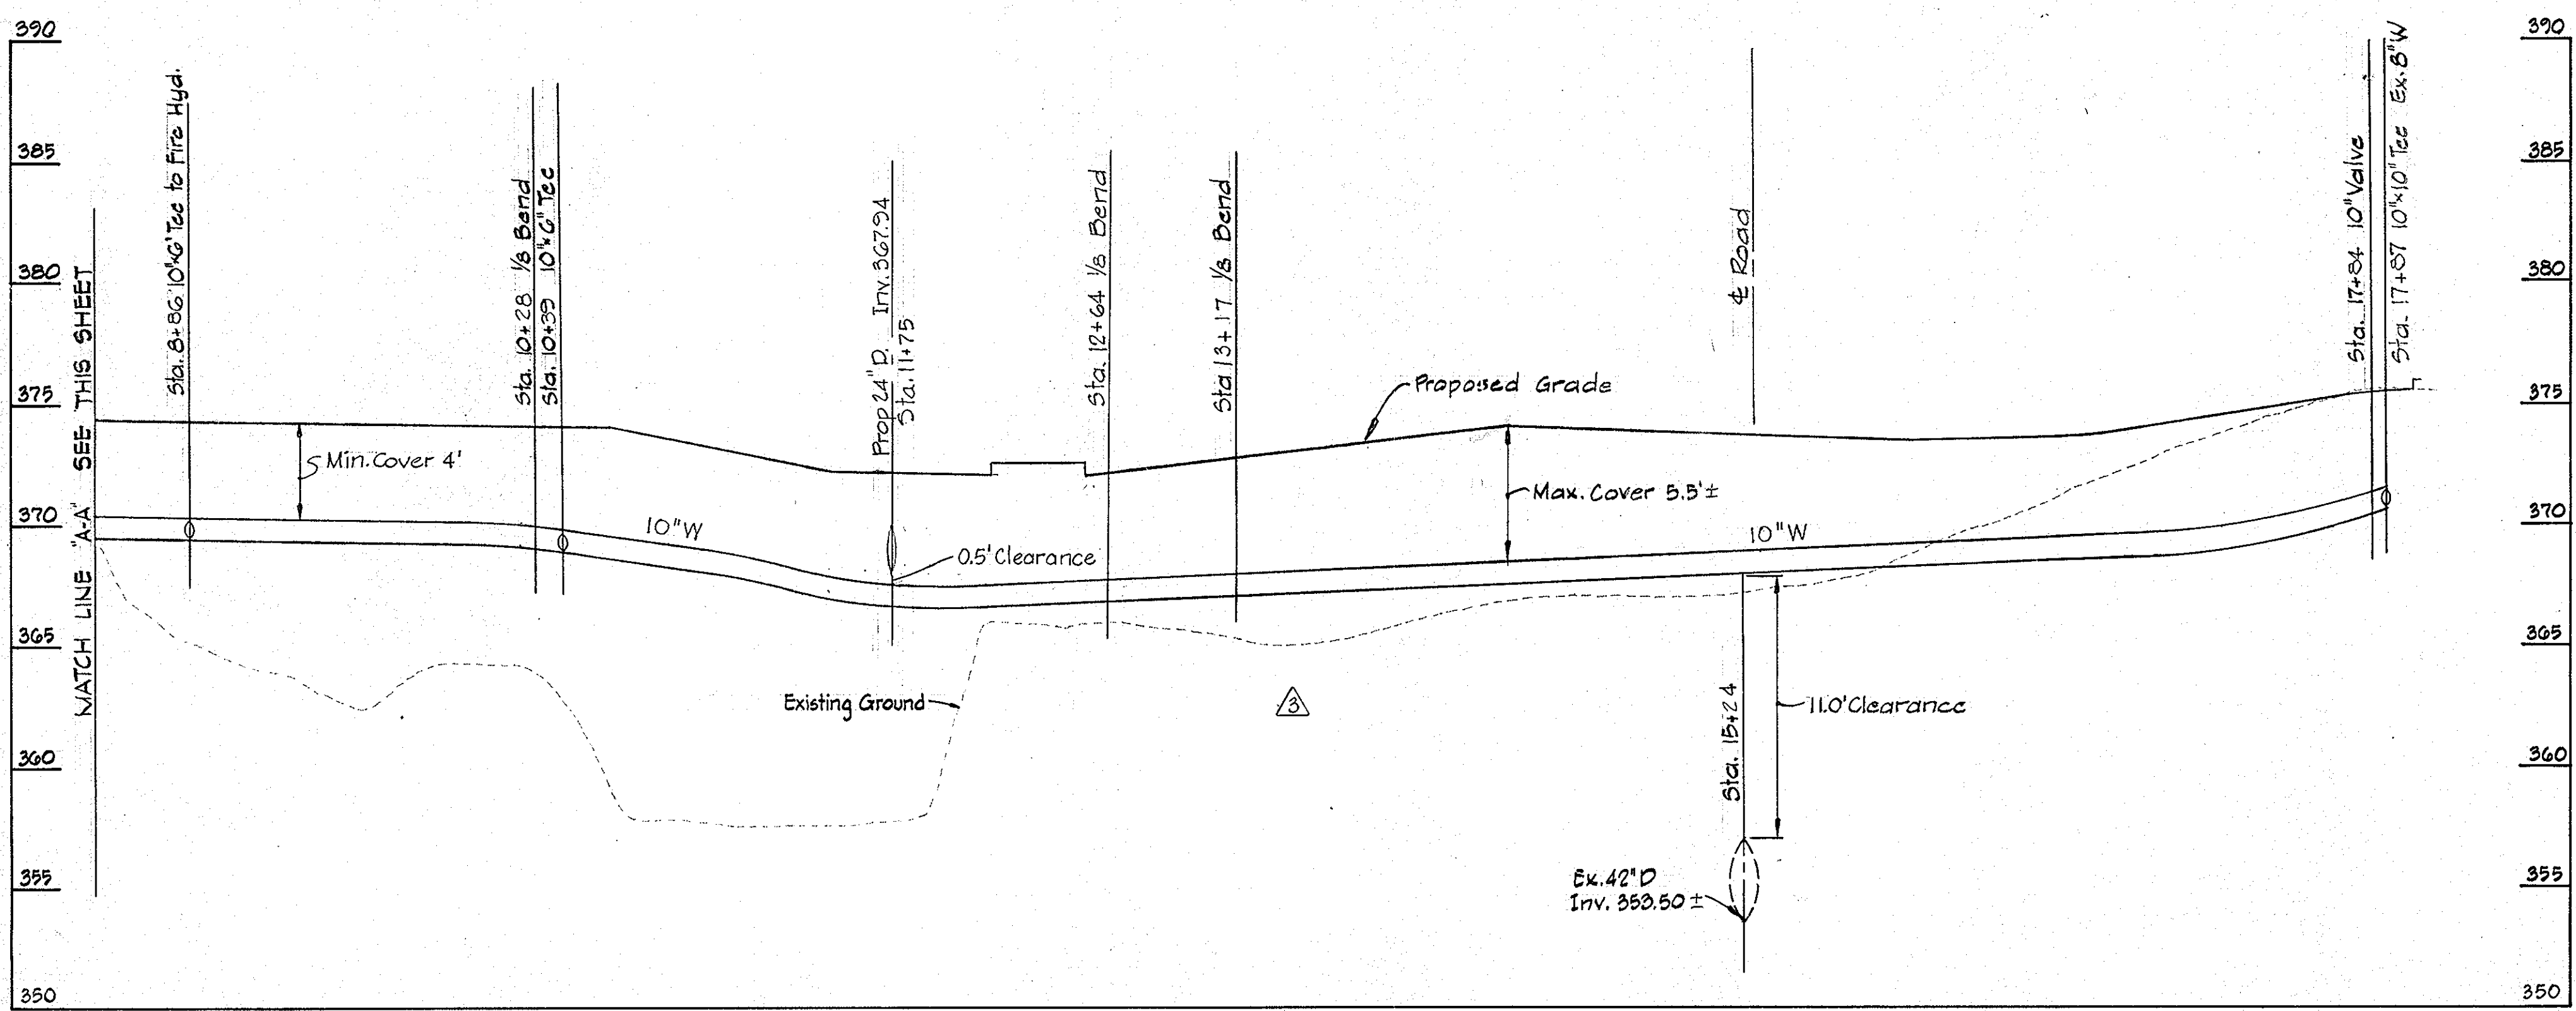 390
385
380
375
370
365
360
355
350
MATCH LINE "A-A" SEE THIS SHEET
Sta. 8+86 10"x6" Tee to Fire Hyd.
Min. Cover 4'
Sta. 10+28 1/8 Bend
Sta. 10+39 10"x6" Tee
10"W
Prop 24" D. Inv. 367.94
Sta. 11+75
0.5' Clearance
Existing Ground
Sta. 12+64 1/8 Bend
Sta 13+17 1/8 Bend
3
Proposed Grade
Max. Cover 5.5'±
℄ Road
10"W
Sta. 15+24
11.0' Clearance
Ex. 42" D
Inv. 353.50 ±
Sta. 17+84 10" Valve
Sta. 17+87 10"x10" Tee Ex. 8" W
390
385
380
375
370
365
360
355
350